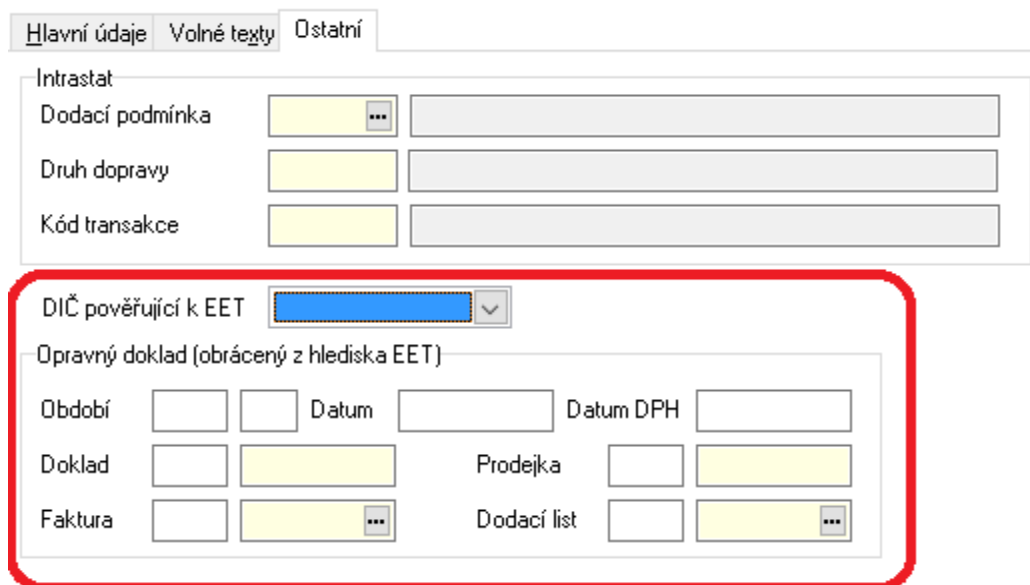 Hlavní údaje Volné texty Ostatní
Intrastat
Dodací podmínka ...
Druh dopravy
Kód transakce
DIČ pověřující k EET
Opravný doklad (obrácený z hlediska EET)
Období Datum Datum DPH
Doklad Prodejka
Faktura ... Dodací list ...